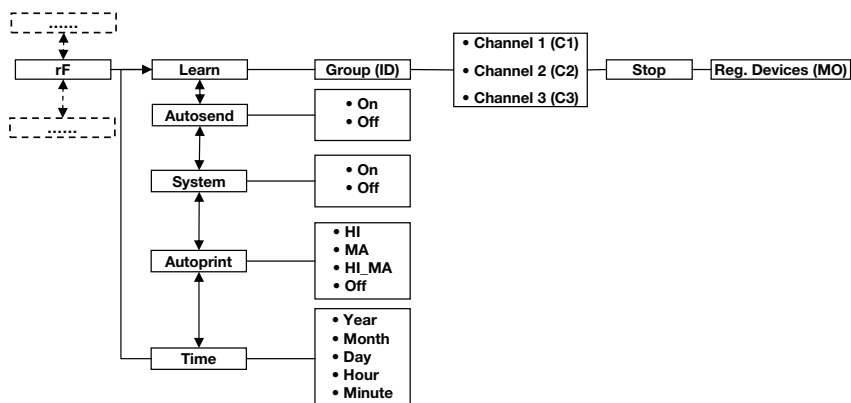 ......
rF
......
Learn
Group (ID)
• Channel 1 (C1)
• Channel 2 (C2)
• Channel 3 (C3)
Stop
Reg. Devices (MO)
Autosend
• On
• Off
System
• On
• Off
Autoprint
• HI
• MA
• HI_MA
• Off
Time
• Year
• Month
• Day
• Hour
• Minute